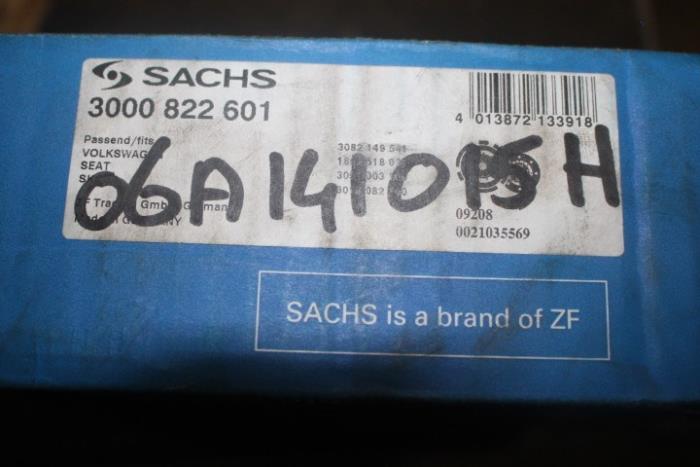 SACHS
3000 822 601
4 013872 133918
Passend/fits
VOLKSWAG
SEAT
3082 149 541
06A141015H
09208
0021035569
SACHS is a brand of ZF